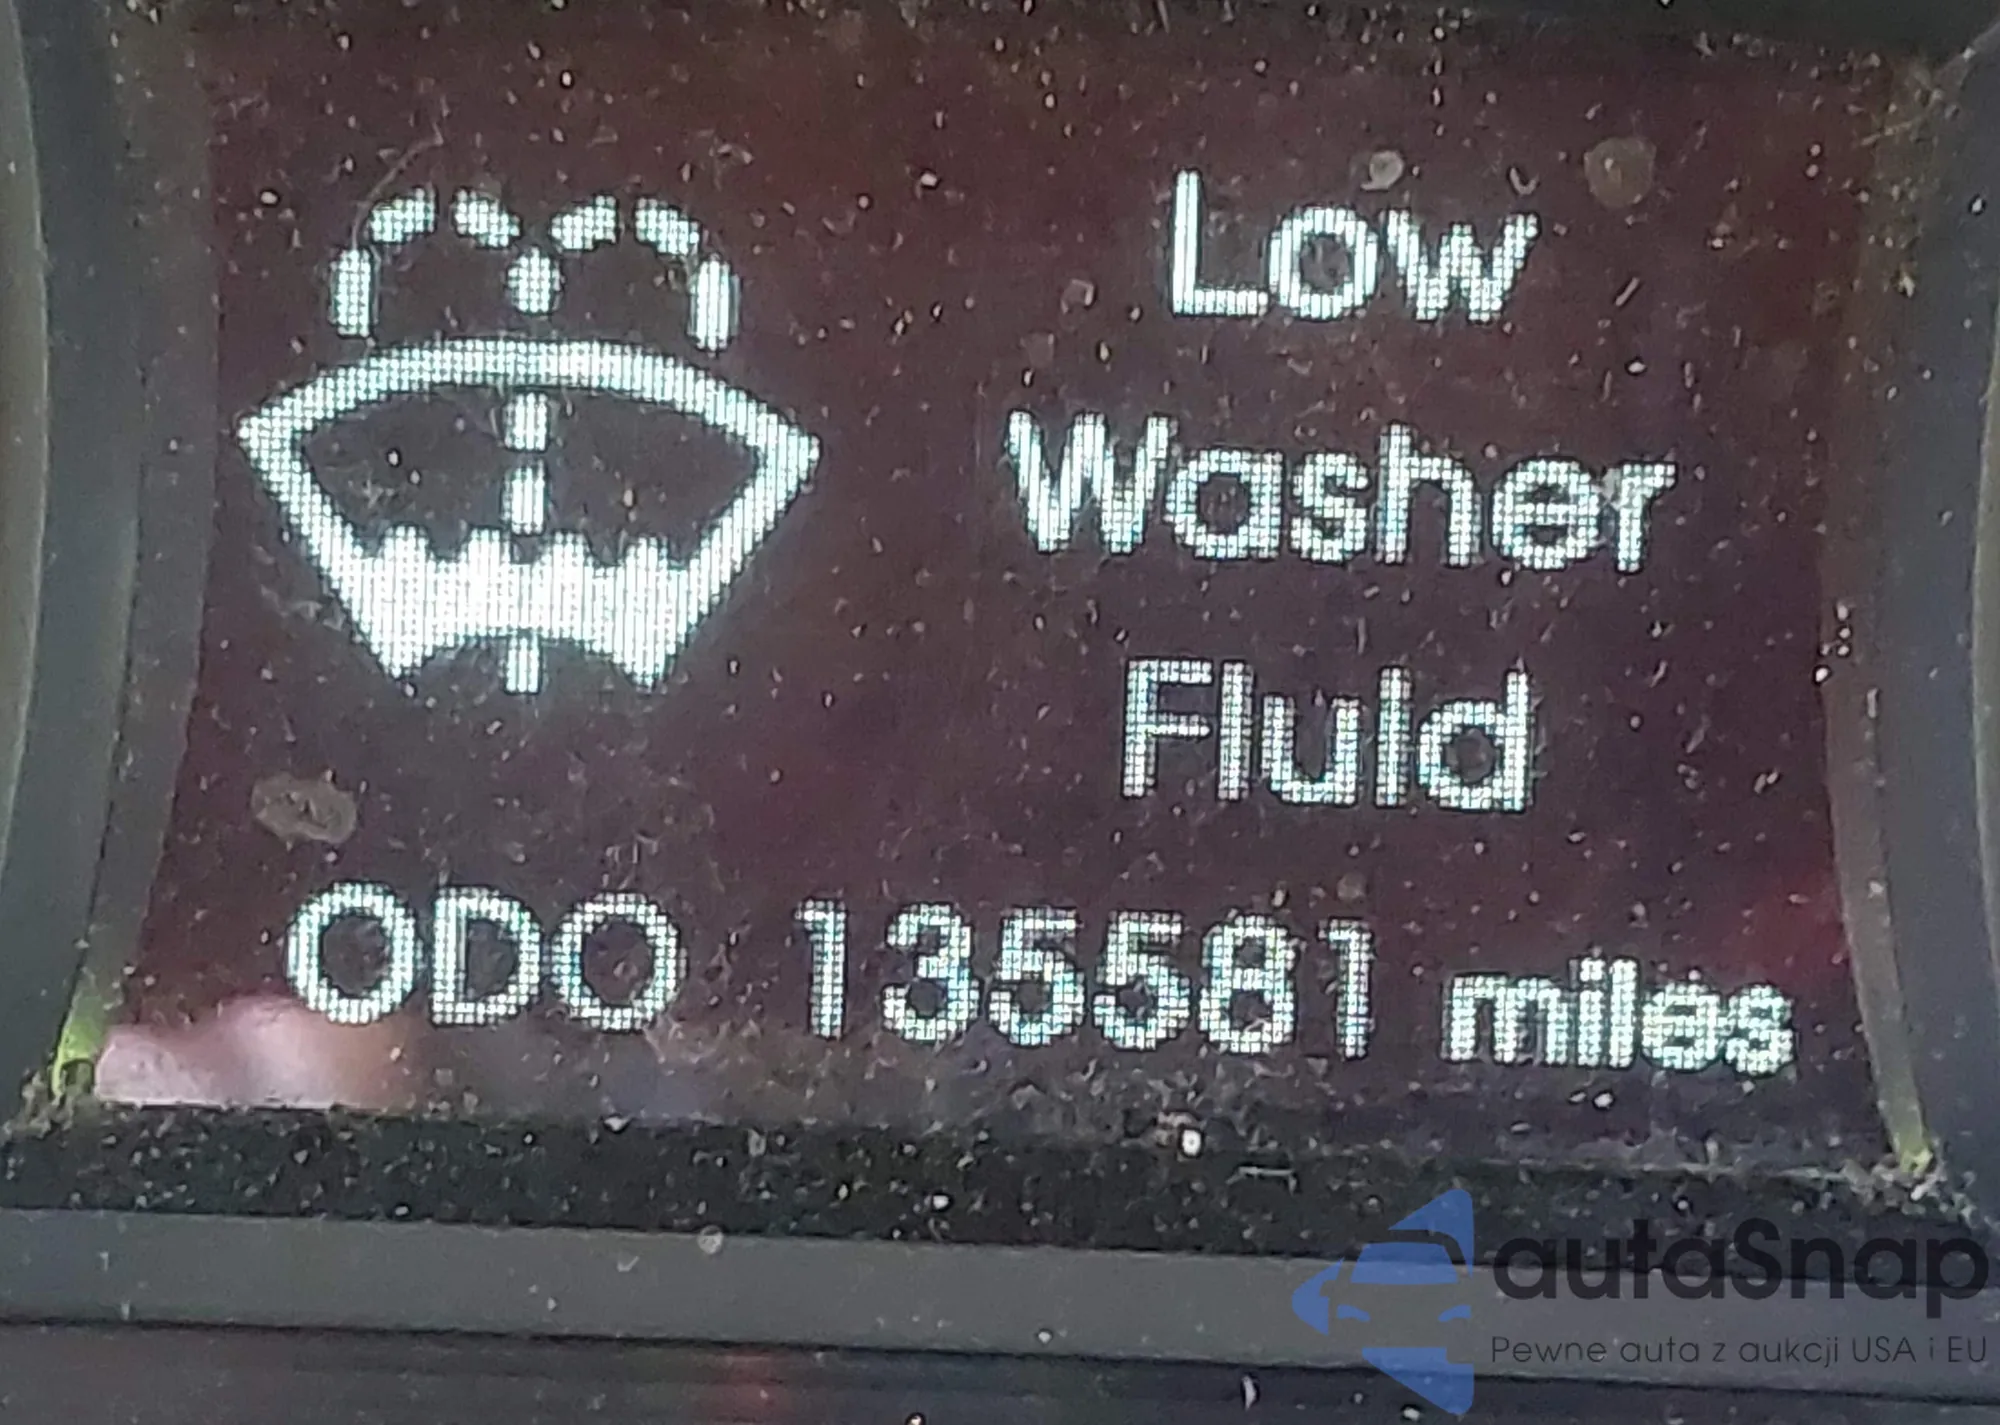 Low
Washer
Fluid
ODO 135581 miles
autaSnap
Pewne auta z aukcji USA i EU